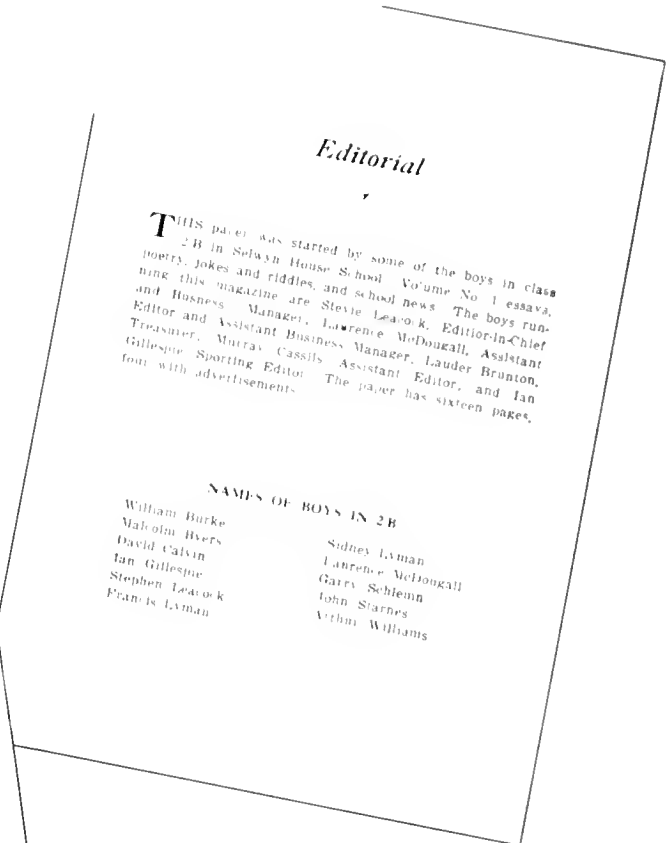 Editorial
THIS paper was started by some of the boys in class
2B in Selwyn House School Volume No 1 essays,
poetry, jokes and riddles, and school news The boys run-
ning this magazine are Stevie Leacock, Editior-in-Chief
and Busness Manager, Lawrence McDougall, Assistant
Editor and Assistant Business Manager, Lauder Brunton,
Treasurer, Murray Cassils Assistant Editor, and Ian
Gillespie Sporting Editor The paper has sixteen pages,
four with advertisements
NAMES OF BOYS IN 2B
William Burke
Malcolm Byers
David Calvin
Ian Gillespie
Stephen Leacock
Francis Lyman
Sidney Lyman
Laurence McDougall
Garry Schlemn
John Starnes
Arthur Williams